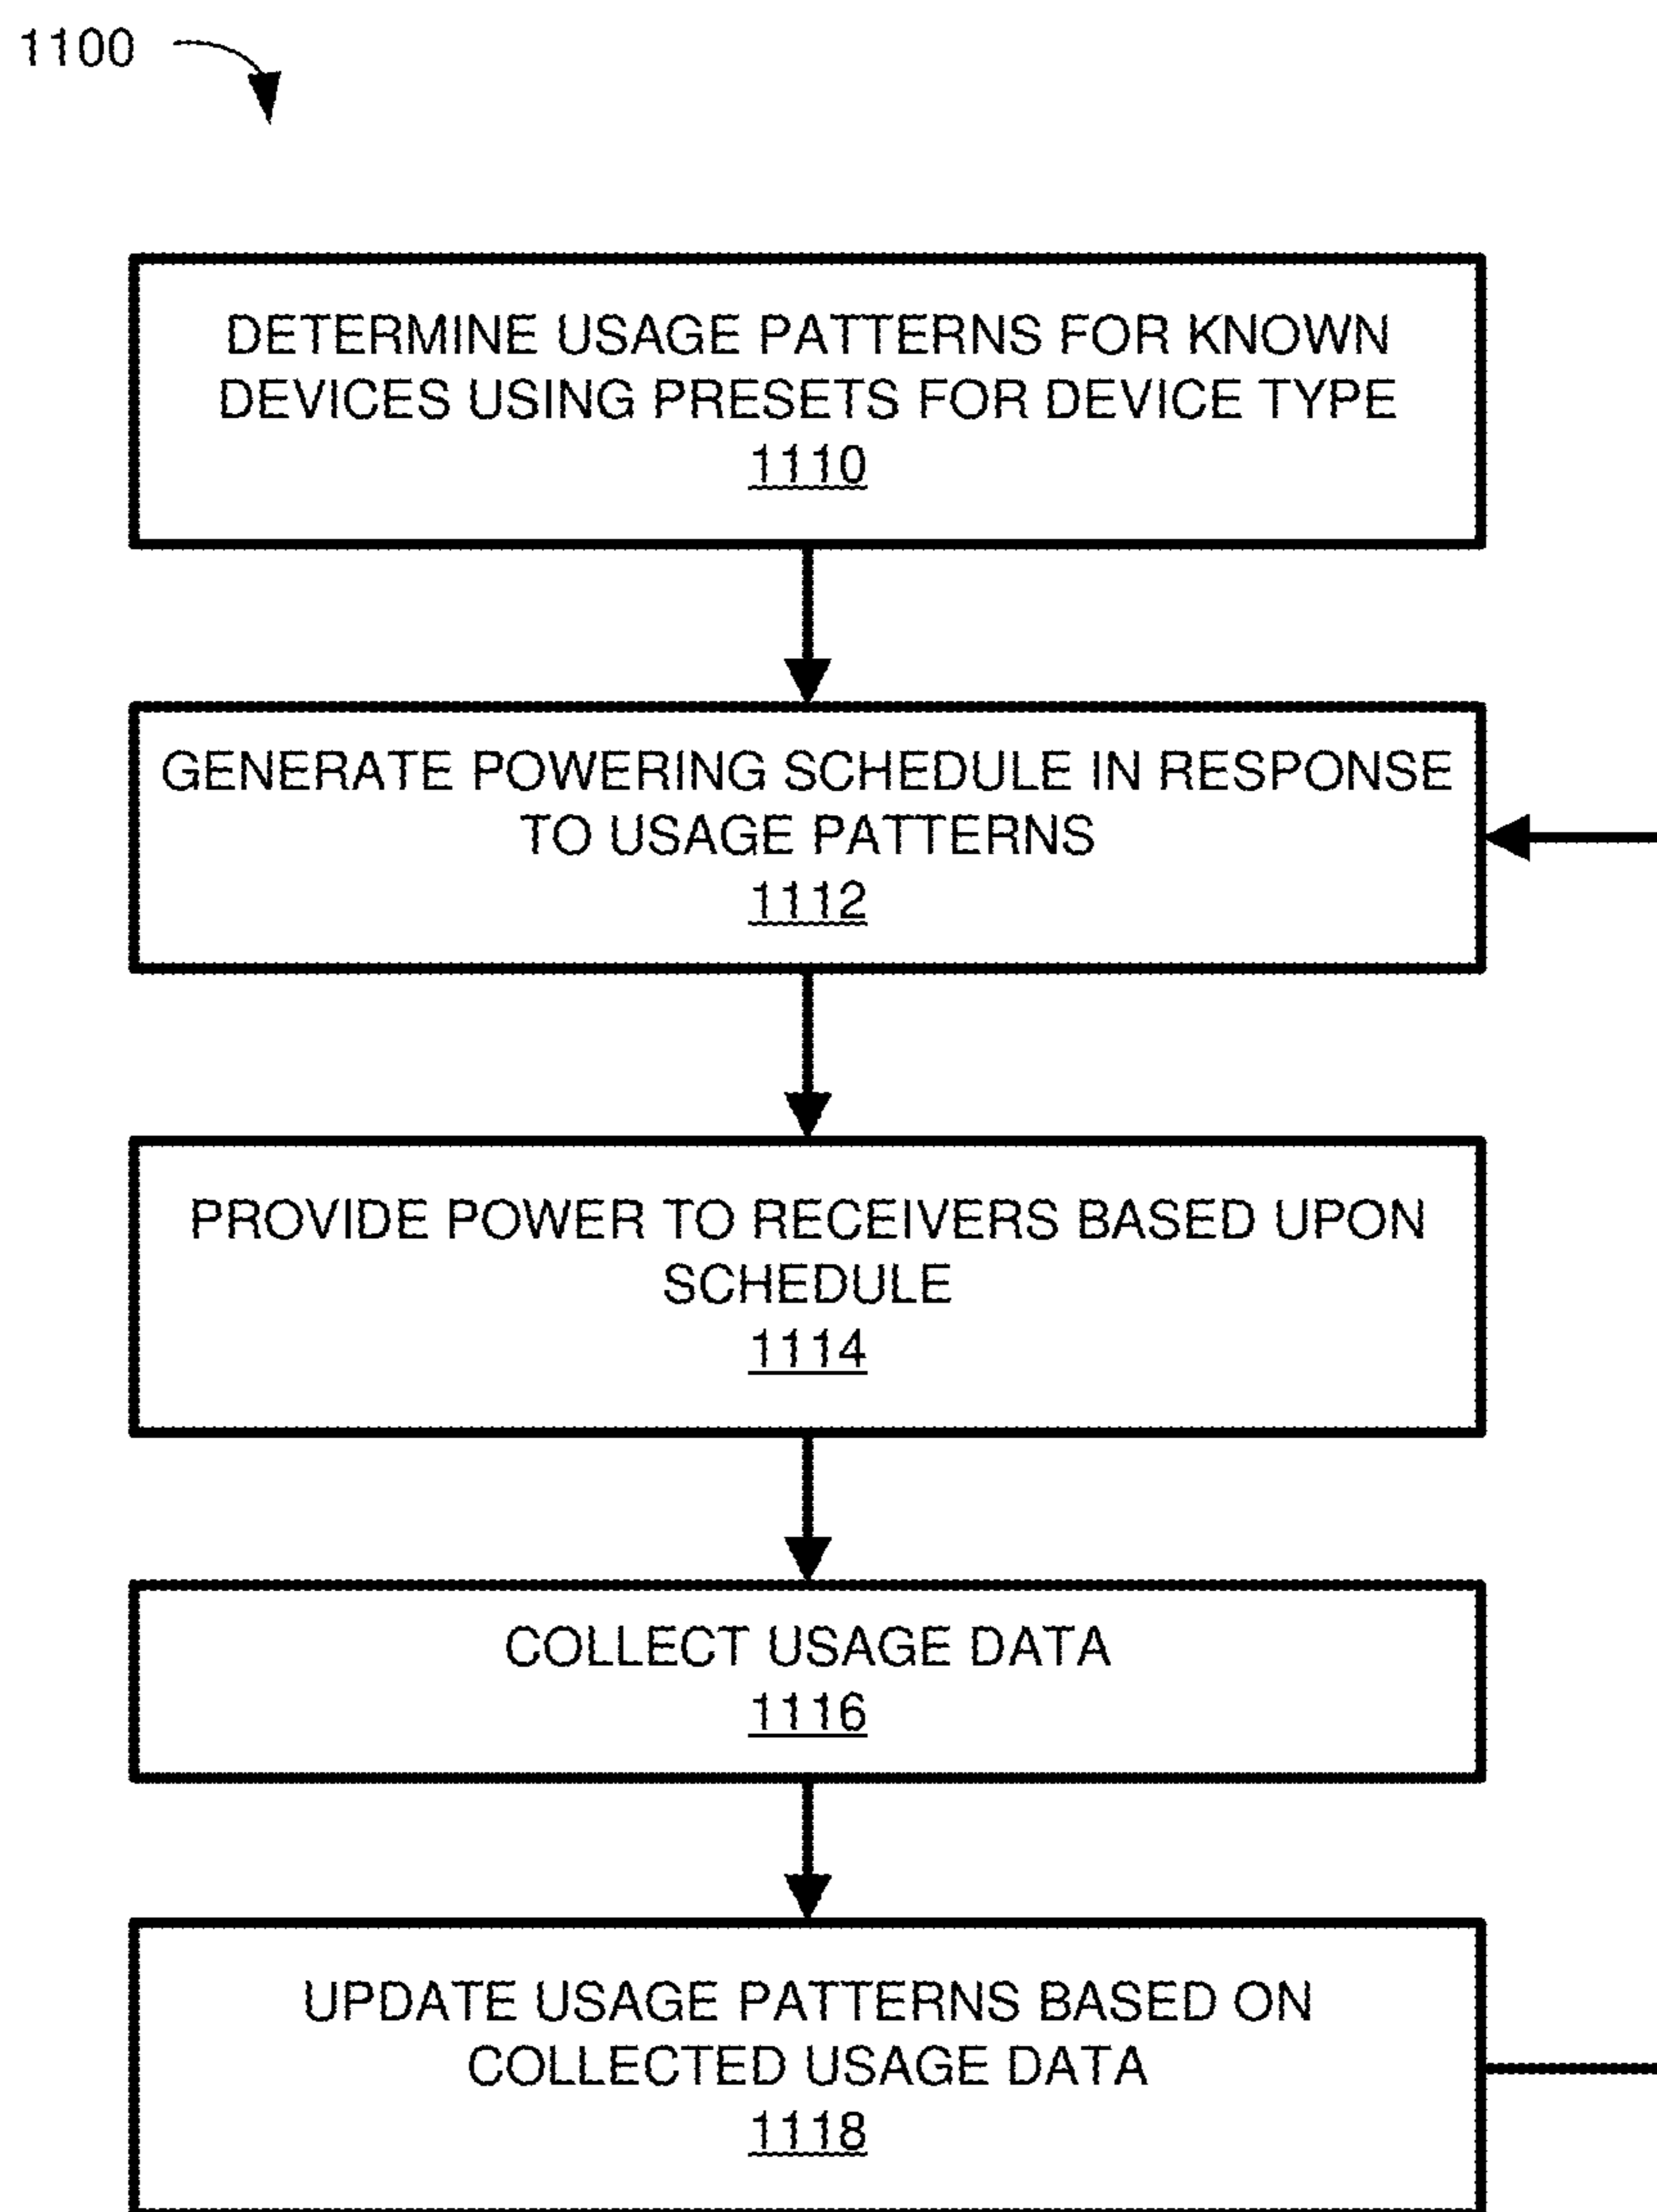 1100
DETERMINE USAGE PATTERNS FOR KNOWN
DEVICES USING PRESETS FOR DEVICE TYPE
1110
GENERATE POWERING SCHEDULE IN RESPONSE
TO USAGE PATTERNS
1112
PROVIDE POWER TO RECEIVERS BASED UPON
SCHEDULE
1114
COLLECT USAGE DATA
1116
UPDATE USAGE PATTERNS BASED ON
COLLECTED USAGE DATA
1118